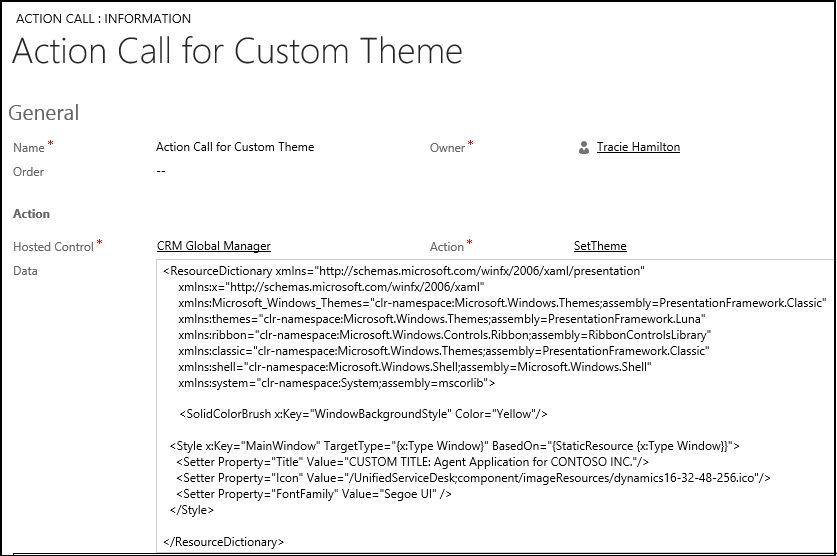 ACTION CALL : INFORMATION
Action Call for Custom Theme
General
Name * Action Call for Custom Theme Owner * Tracie Hamilton
Order --
Action
Hosted Control * CRM Global Manager Action * SetTheme
Data
<ResourceDictionary xmlns="http://schemas.microsoft.com/winfx/2006/xaml/presentation"
xmlns:x="http://schemas.microsoft.com/winfx/2006/xaml"
xmlns:Microsoft_Windows_Themes="clr-namespace:Microsoft.Windows.Themes;assembly=PresentationFramework.Classic"
xmlns:themes="clr-namespace:Microsoft.Windows.Themes;assembly=PresentationFramework.Luna"
xmlns:ribbon="clr-namespace:Microsoft.Windows.Controls.Ribbon;assembly=RibbonControlsLibrary"
xmlns:classic="clr-namespace:Microsoft.Windows.Themes;assembly=PresentationFramework.Classic"
xmlns:shell="clr-namespace:Microsoft.Windows.Shell;assembly=Microsoft.Windows.Shell"
xmlns:system="clr-namespace:System;assembly=mscorlib">
<SolidColorBrush x:Key="WindowBackgroundStyle" Color="Yellow"/>
<Style x:Key="MainWindow" TargetType="{x:Type Window}" BasedOn="{StaticResource {x:Type Window}}">
<Setter Property="Title" Value="CUSTOM TITLE: Agent Application for CONTOSO INC."/>
<Setter Property="Icon" Value="/UnifiedServiceDesk;component/imageResources/dynamics16-32-48-256.ico"/>
<Setter Property="FontFamily" Value="Segoe UI" />
</Style>
</ResourceDictionary>